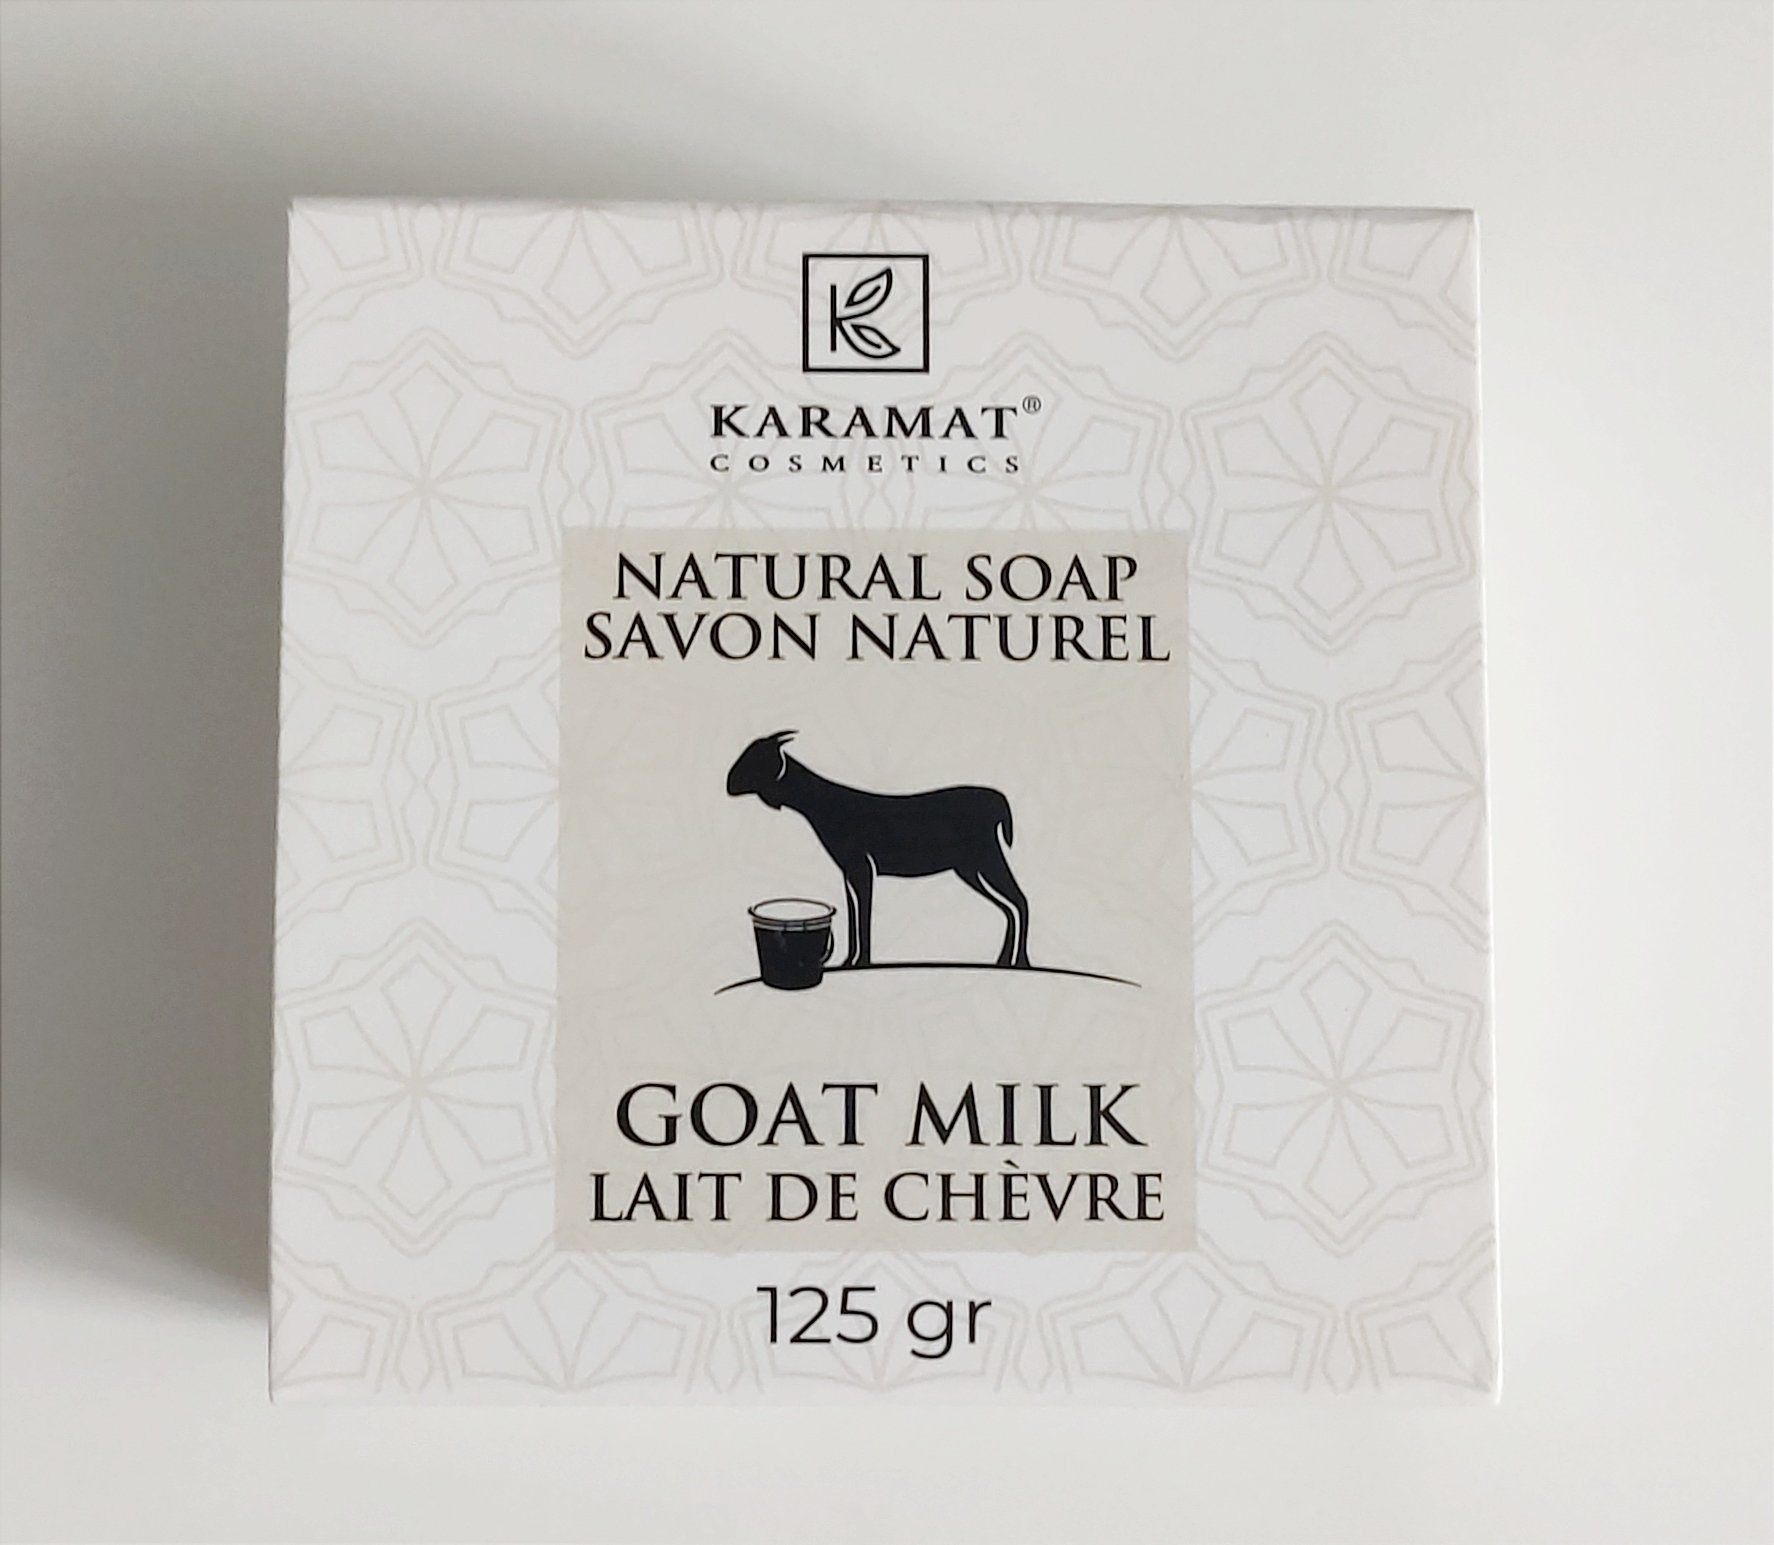 KARAMAT®
COSMETICS
NATURAL SOAP
SAVON NATUREL
GOAT MILK
LAIT DE CHÈVRE
125 gr